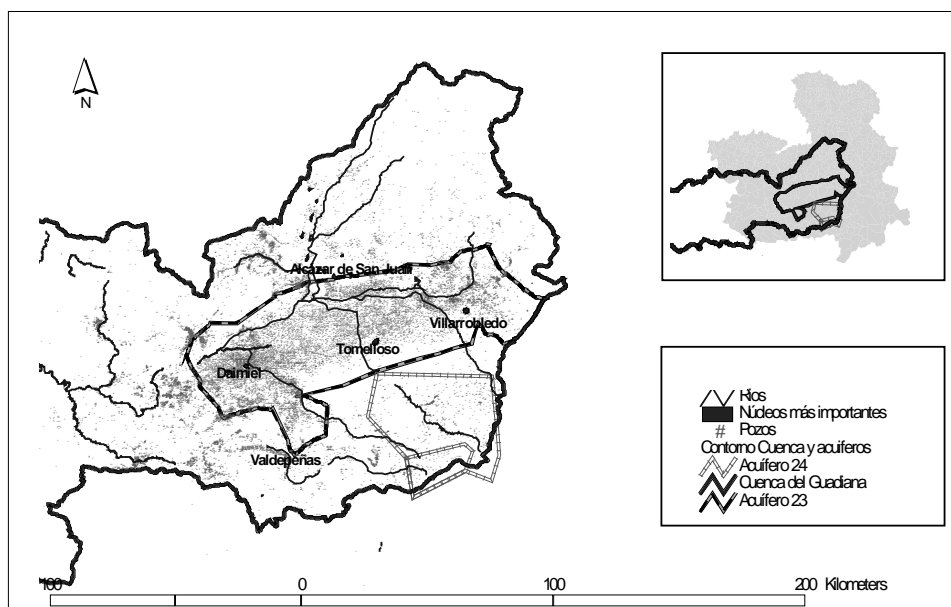 N
Alcázar de San Juan
Villarrobledo
Tomelloso
Daimiel
Valdepeñas
Ríos
Núcleos más importantes
# Pozos
Contorno Cuenca y acuíferos
Acuífero 24
Cuenca del Guadiana
Acuífero 23
100 0 100 200 Kilometers